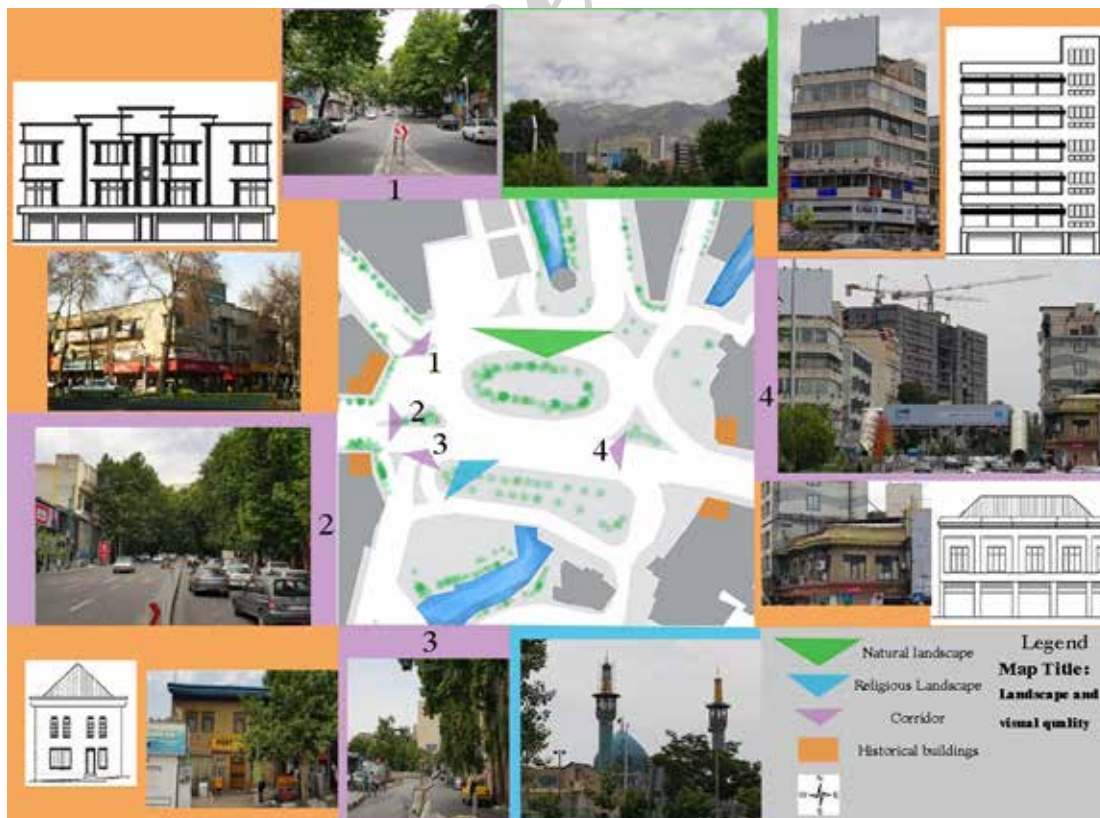 1
1
2
3
4
4
2
3
Legend
Natural landscape
Map Title:
Religious Landscape
Landscape and
Corridor
visual quality
Historical buildings
N
S